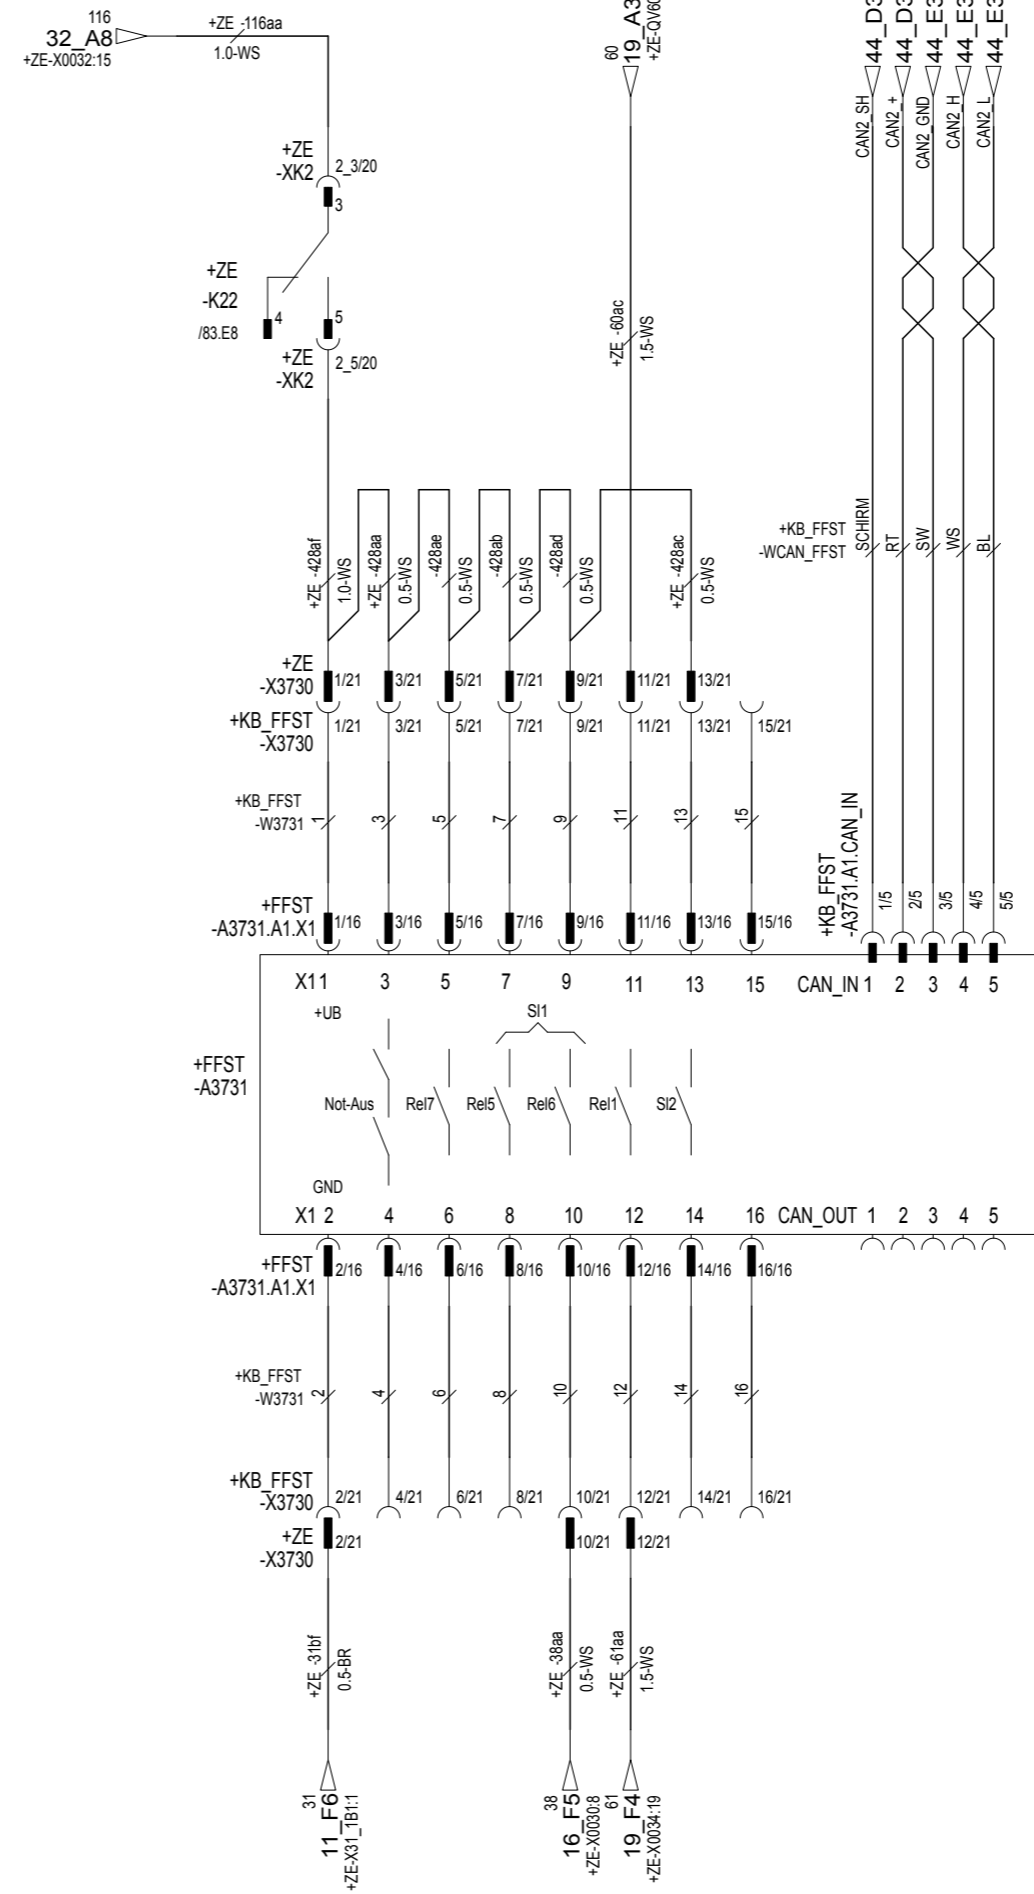 116
32_A8
+ZE-X0032:15
+ZE -116aa
1.0-WS
60
19_A3
+ZE-QV60
44_D3
44_D3
44_E3
44_E3
44_E3
CAN2_SH
CAN2_+
CAN2_GND
CAN2_H
CAN2_L
+ZE
-XK2
2_3/20
3
+ZE
-K22
/83.E8
4
5
+ZE
-XK2
2_5/20
+ZE -60ac
1.5-WS
+ZE -428af
1.0-WS
+ZE -428aa
0.5-WS
-428ae
0.5-WS
-428ab
0.5-WS
-428ad
0.5-WS
+ZE -428ac
0.5-WS
+KB_FFST
-WCAN_FFST
SCHIRM
RT
SW
WS
BL
+ZE
-X3730
1/21 3/21 5/21 7/21 9/21 11/21 13/21
+KB_FFST
-X3730
1/21 3/21 5/21 7/21 9/21 11/21 13/21 15/21
+KB_FFST
-W3731
1 3 5 7 9 11 13 15
+FFST
-A3731.A1.X1
1/16 3/16 5/16 7/16 9/16 11/16 13/16 15/16
+KB_FFST
-A3731.A1.CAN_IN
1/5 2/5 3/5 4/5 5/5
X11 3 5 7 9 11 13 15 CAN_IN 1 2 3 4 5
+UB
SI1
+FFST
-A3731
Not-Aus Rel7 Rel5 Rel6 Rel1 SI2
GND
X1 2 4 6 8 10 12 14 16 CAN_OUT 1 2 3 4 5
+FFST
-A3731.A1.X1
2/16 4/16 6/16 8/16 10/16 12/16 14/16 16/16
+KB_FFST
-W3731
2 4 6 8 10 12 14 16
+KB_FFST
-X3730
2/21 4/21 6/21 8/21 10/21 12/21 14/21 16/21
+ZE
-X3730
2/21 10/21 12/21
+ZE -31bf
0.5-BR
+ZE -38aa
0.5-WS
+ZE -61aa
1.5-WS
31
11_F6
+ZE-X31_1B1:1
38
16_F5
+ZE-X0030:8
61
19_F4
+ZE-X0034:19